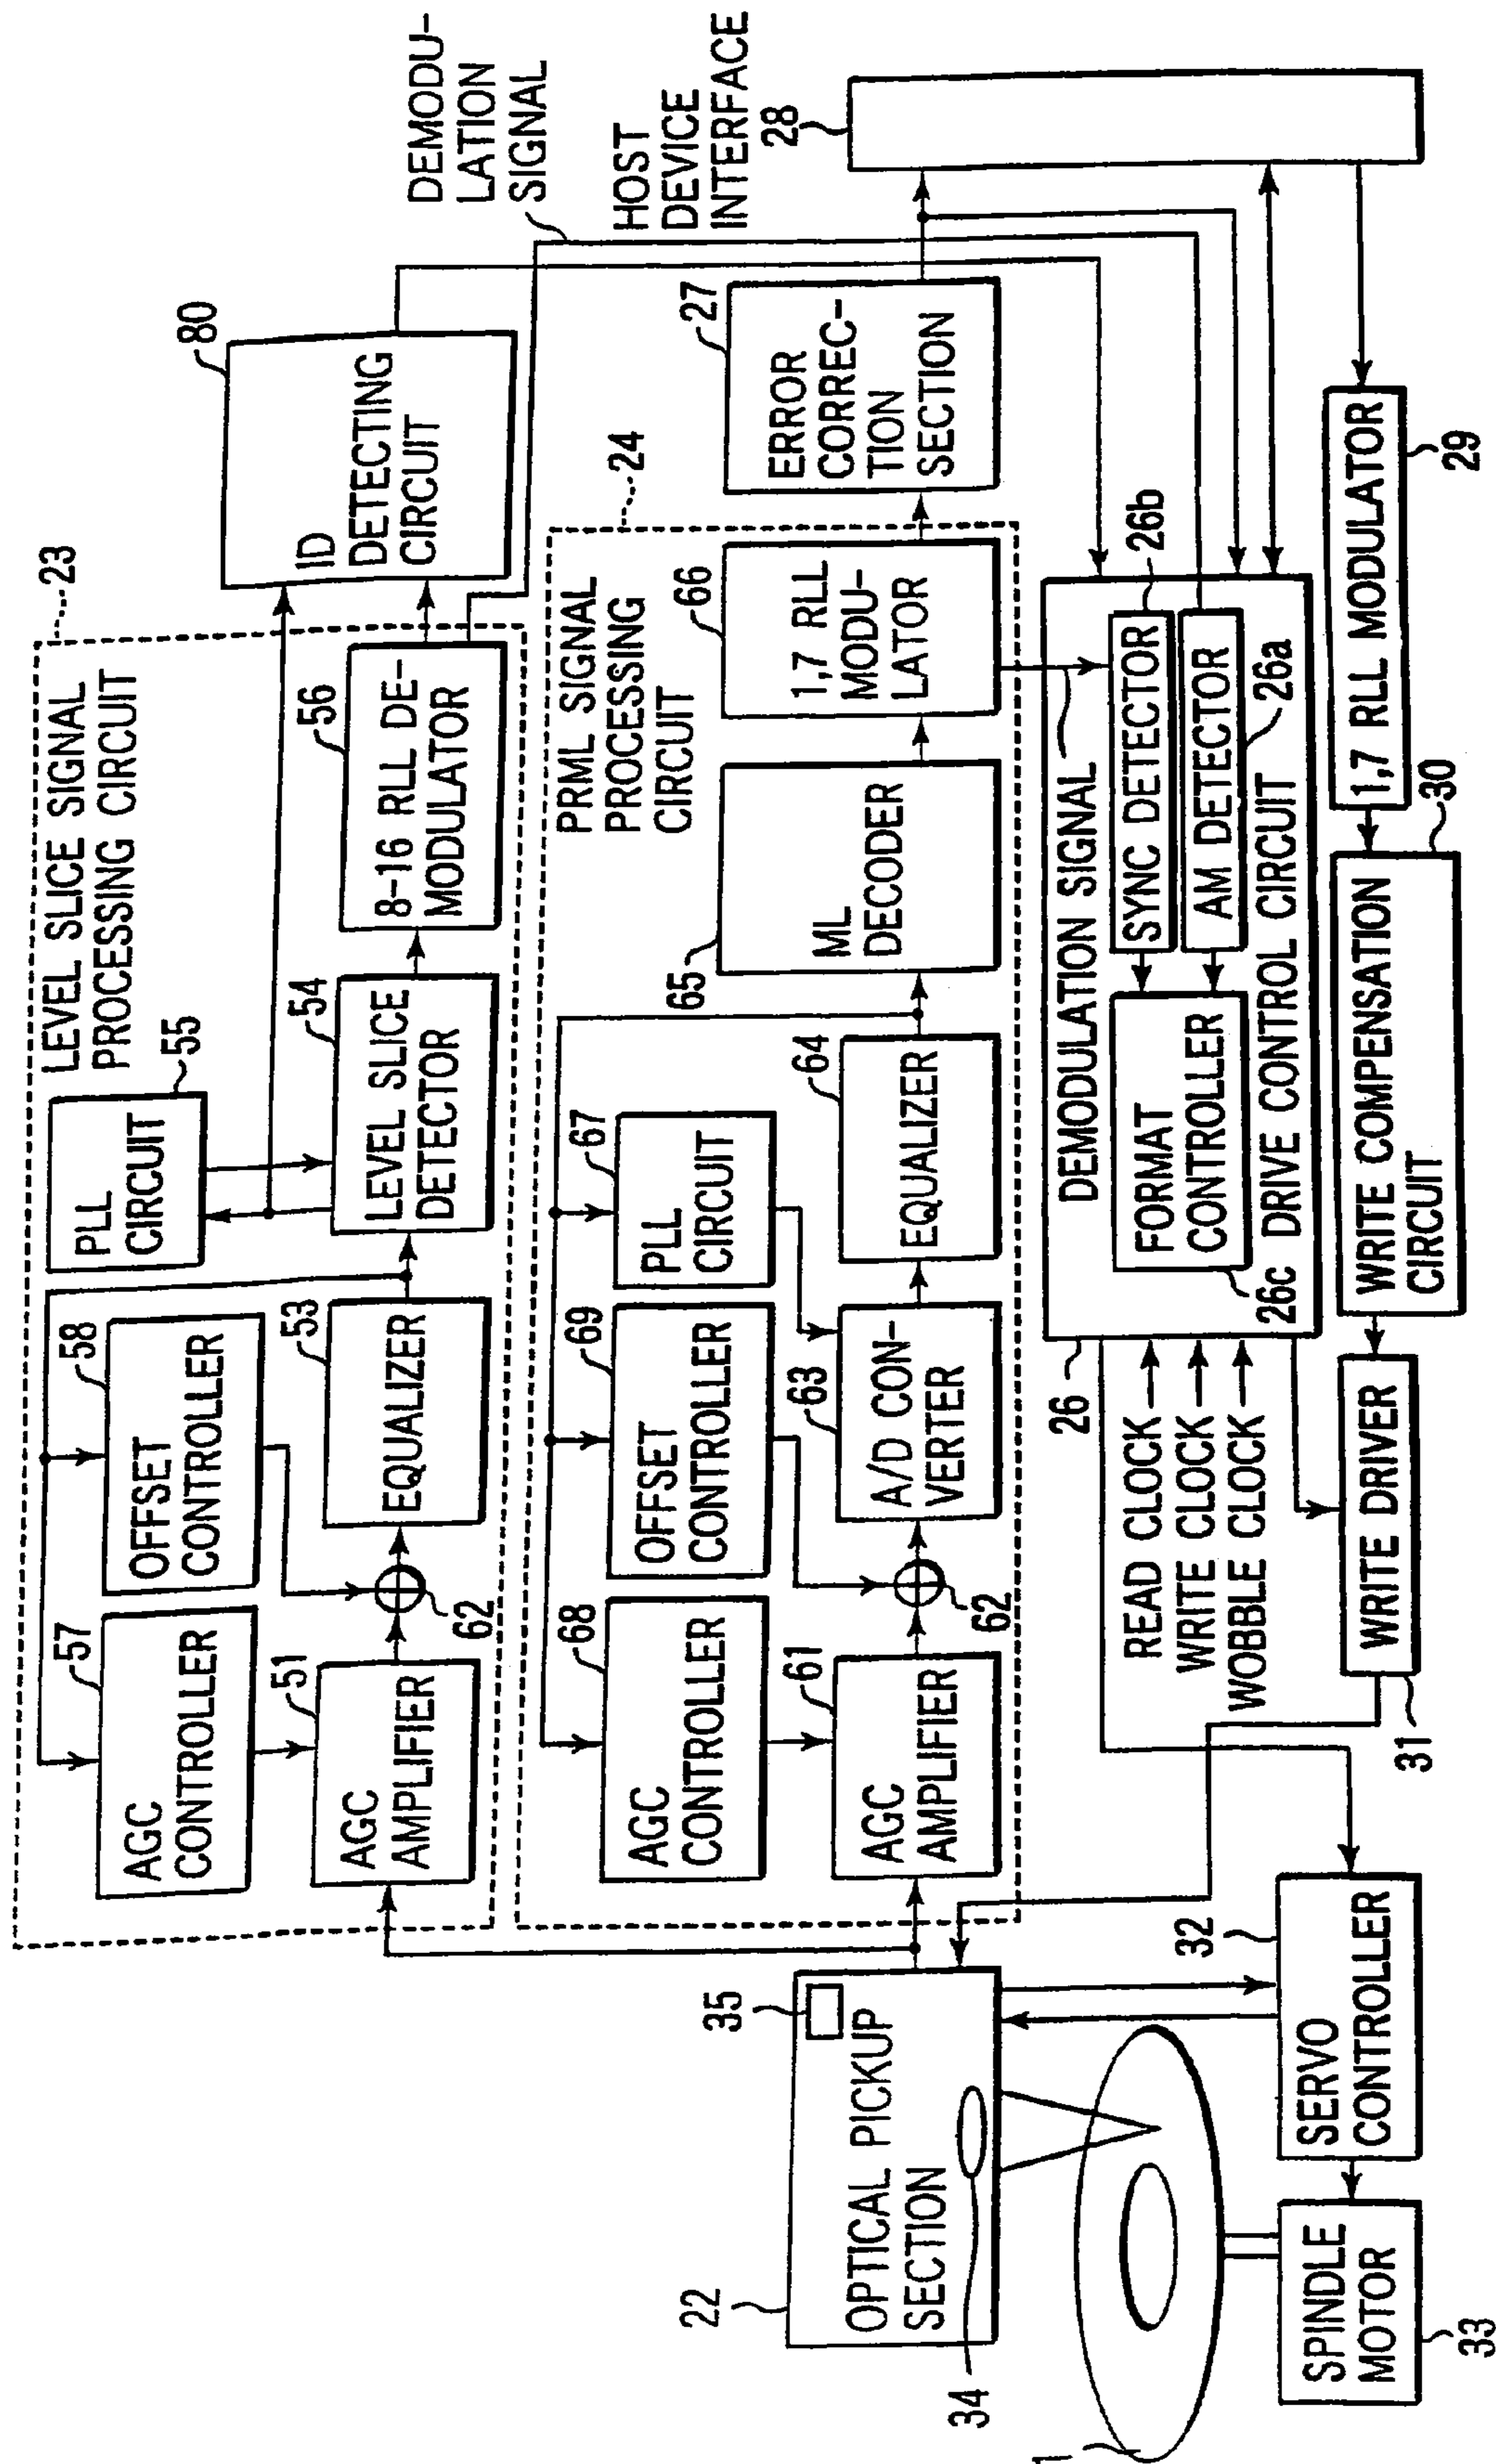 LEVEL SLICE SIGNAL
PROCESSING CIRCUIT
23
DEMODU-
LATION
SIGNAL
57
AGC
CONTROLLER
58
OFFSET
CONTROLLER
PLL
CIRCUIT
55
80
ID
DETECTING
CIRCUIT
51
AGC
AMPLIFIER
62
53
EQUALIZER
54
LEVEL SLICE
DETECTOR
56
8-16 RLL DE-
MODULATOR
PRML SIGNAL
PROCESSING
CIRCUIT
24
HOST
DEVICE
INTERFACE
28
68
AGC
CONTROLLER
69
OFFSET
CONTROLLER
67
PLL
CIRCUIT
65
ML
DECODER
66
1,7 RLL
MODU-
LATOR
27
ERROR
CORREC-
TION
SECTION
61
AGC
AMPLIFIER
62
63
A/D CON-
VERTER
64
EQUALIZER
22
35
OPTICAL PICKUP
SECTION
34
1
26
DEMODULATION SIGNAL
26b
SYNC DETECTOR
AM DETECTOR
26a
FORMAT
CONTROLLER
26c
DRIVE CONTROL CIRCUIT
READ CLOCK
WRITE CLOCK
WOBBLE CLOCK
32
SERVO
CONTROLLER
SPINDLE
MOTOR
33
WRITE DRIVER
31
30
WRITE COMPENSATION
CIRCUIT
1,7 RLL MODULATOR
29